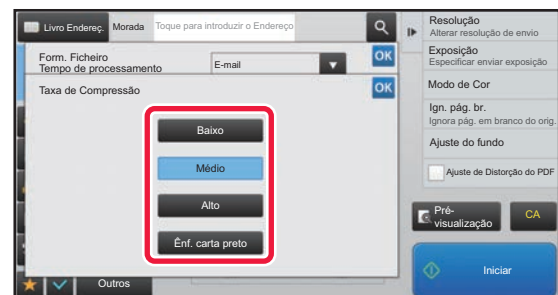 Livro Endereç.
Morada
Toque para introduzir o Endereço
Form. Ficheiro
Tempo de processamento
E-mail
OK
Taxa de Compressão
OK
Baixo
Médio
Alto
Ênf. carta preto
Outros
Resolução
Alterar resolução de envio
Exposição
Especificar enviar exposição
Modo de Cor
Ign. pág. br.
Ignora pág. em branco do orig.
Ajuste do fundo
Ajuste de Distorção do PDF
Pré-
visualização
CA
Iniciar